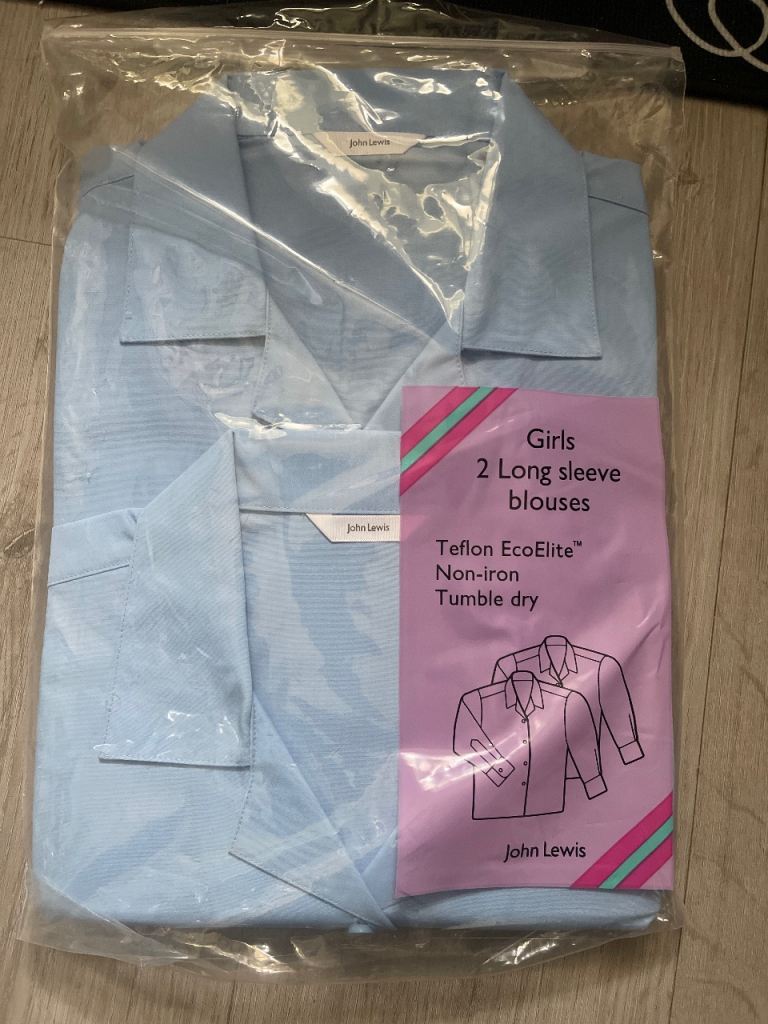 John Lewis
John Lewis
Girls
2 Long sleeve
blouses
Teflon EcoElite™
Non-iron
Tumble dry
John Lewis